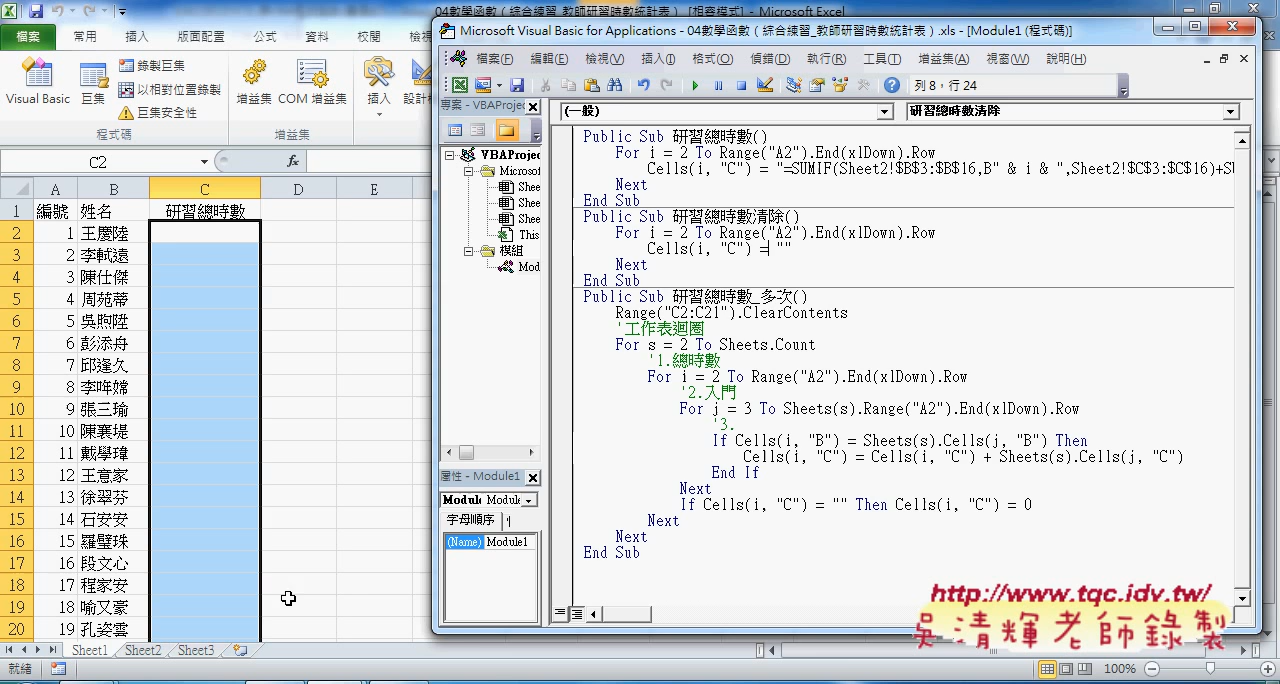 04數學函數（綜合練習_教師研習時數統計表） [相容模式] - Microsoft Excel
檔案 常用 插入 版面配置 公式 資料 校閱 檢視
Visual Basic 巨集 錄製巨集 以相對位置錄製 巨集安全性 增益集 COM 增益集 插入 設計模
程式碼 增益集
C2 fx
A B C D E
1 編號 姓名 研習總時數
2 1 王慶陸
3 2 李軾遠
4 3 陳仕傑
5 4 周苑蒂
6 5 吳煦陞
7 6 彭添舟
8 7 邱逢久
9 8 李哖嫦
10 9 張三瑜
11 10 陳襄堤
12 11 戴學瑋
13 12 王意家
14 13 徐翠芬
15 14 石安安
16 15 羅璧珠
17 16 段文心
18 17 程家安
19 18 喻又豪
20 19 孔姿雲
Sheet1 Sheet2 Sheet3
就緒 100%
Microsoft Visual Basic for Applications - 04數學函數（綜合練習_教師研習時數統計表）.xls - [Module1 (程式碼)]
檔案(F) 編輯(E) 檢視(V) 插入(I) 格式(O) 偵錯(D) 執行(R) 工具(T) 增益集(A) 視窗(W) 說明(H)
列 8，行 24
專案 - VBAProjec
VBAProjec
Microsof
Shee
Shee
Shee
This
模組
Mod
屬性 - Module1
Modul Modul
字母順序
(Name) Module1
(一般) 研習總時數清除
Public Sub 研習總時數()
For i = 2 To Range("A2").End(xlDown).Row
Cells(i, "C") = "=SUMIF(Sheet2!$B$3:$B$16,B" & i & ",Sheet2!$C$3:$C$16)+SU
Next
End Sub
Public Sub 研習總時數清除()
For i = 2 To Range("A2").End(xlDown).Row
Cells(i, "C") = ""
Next
End Sub
Public Sub 研習總時數_多次()
Range("C2:C21").ClearContents
'工作表迴圈
For s = 2 To Sheets.Count
'1.總時數
For i = 2 To Range("A2").End(xlDown).Row
'2.入門
For j = 3 To Sheets(s).Range("A2").End(xlDown).Row
'3.
If Cells(i, "B") = Sheets(s).Cells(j, "B") Then
Cells(i, "C") = Cells(i, "C") + Sheets(s).Cells(j, "C")
End If
Next
If Cells(i, "C") = "" Then Cells(i, "C") = 0
Next
Next
End Sub
http://www.tqc.idv.tw/
吳清輝老師錄製